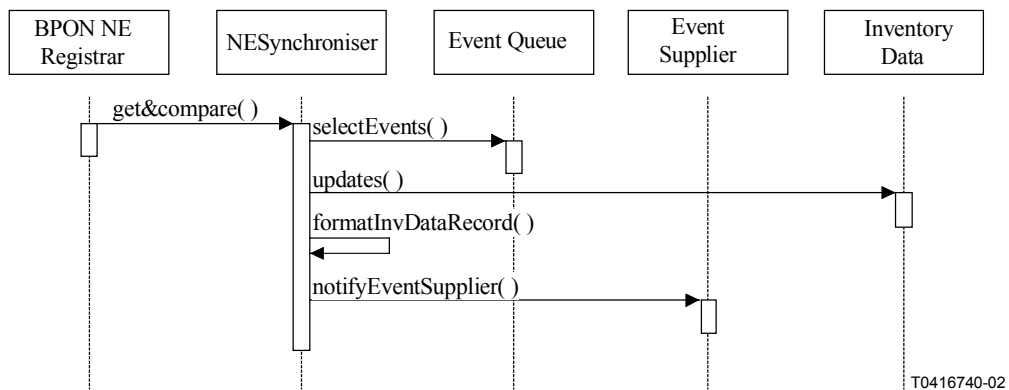 BPON NE
Registrar
NESynchroniser
Event Queue
Event
Supplier
Inventory
Data
get&compare( )
selectEvents( )
updates( )
formatInvDataRecord( )
notifyEventSupplier( )
T0416740-02